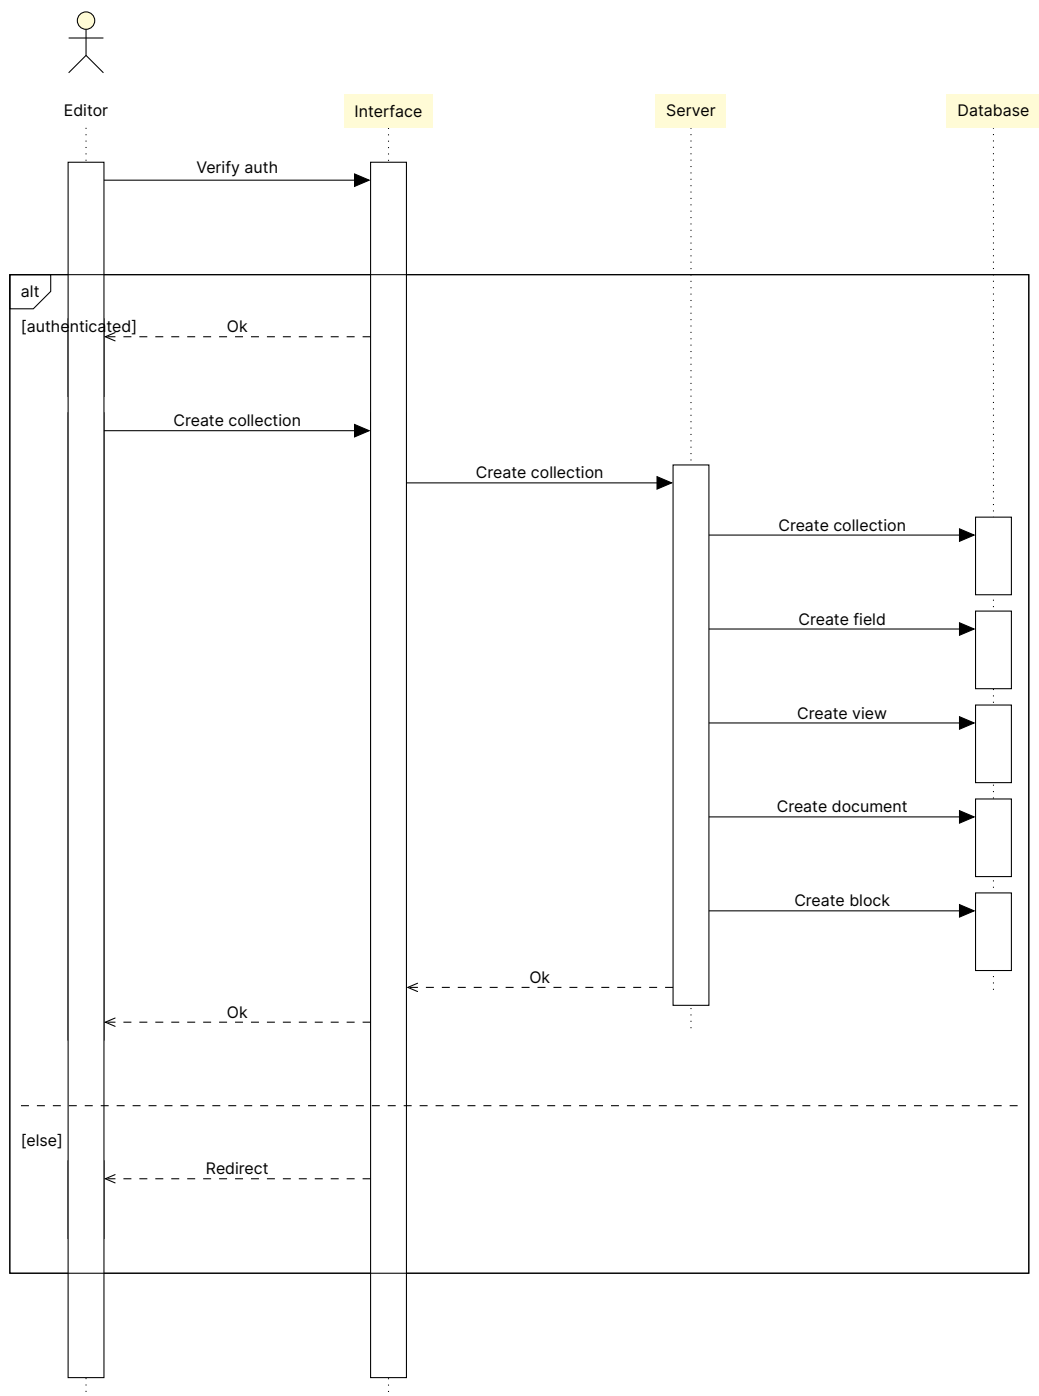 Editor
Interface
Server
Database
Verify auth
alt
[authenticated]
Ok
Create collection
Create collection
Create collection
Create field
Create view
Create document
Create block
Ok
Ok
[else]
Redirect